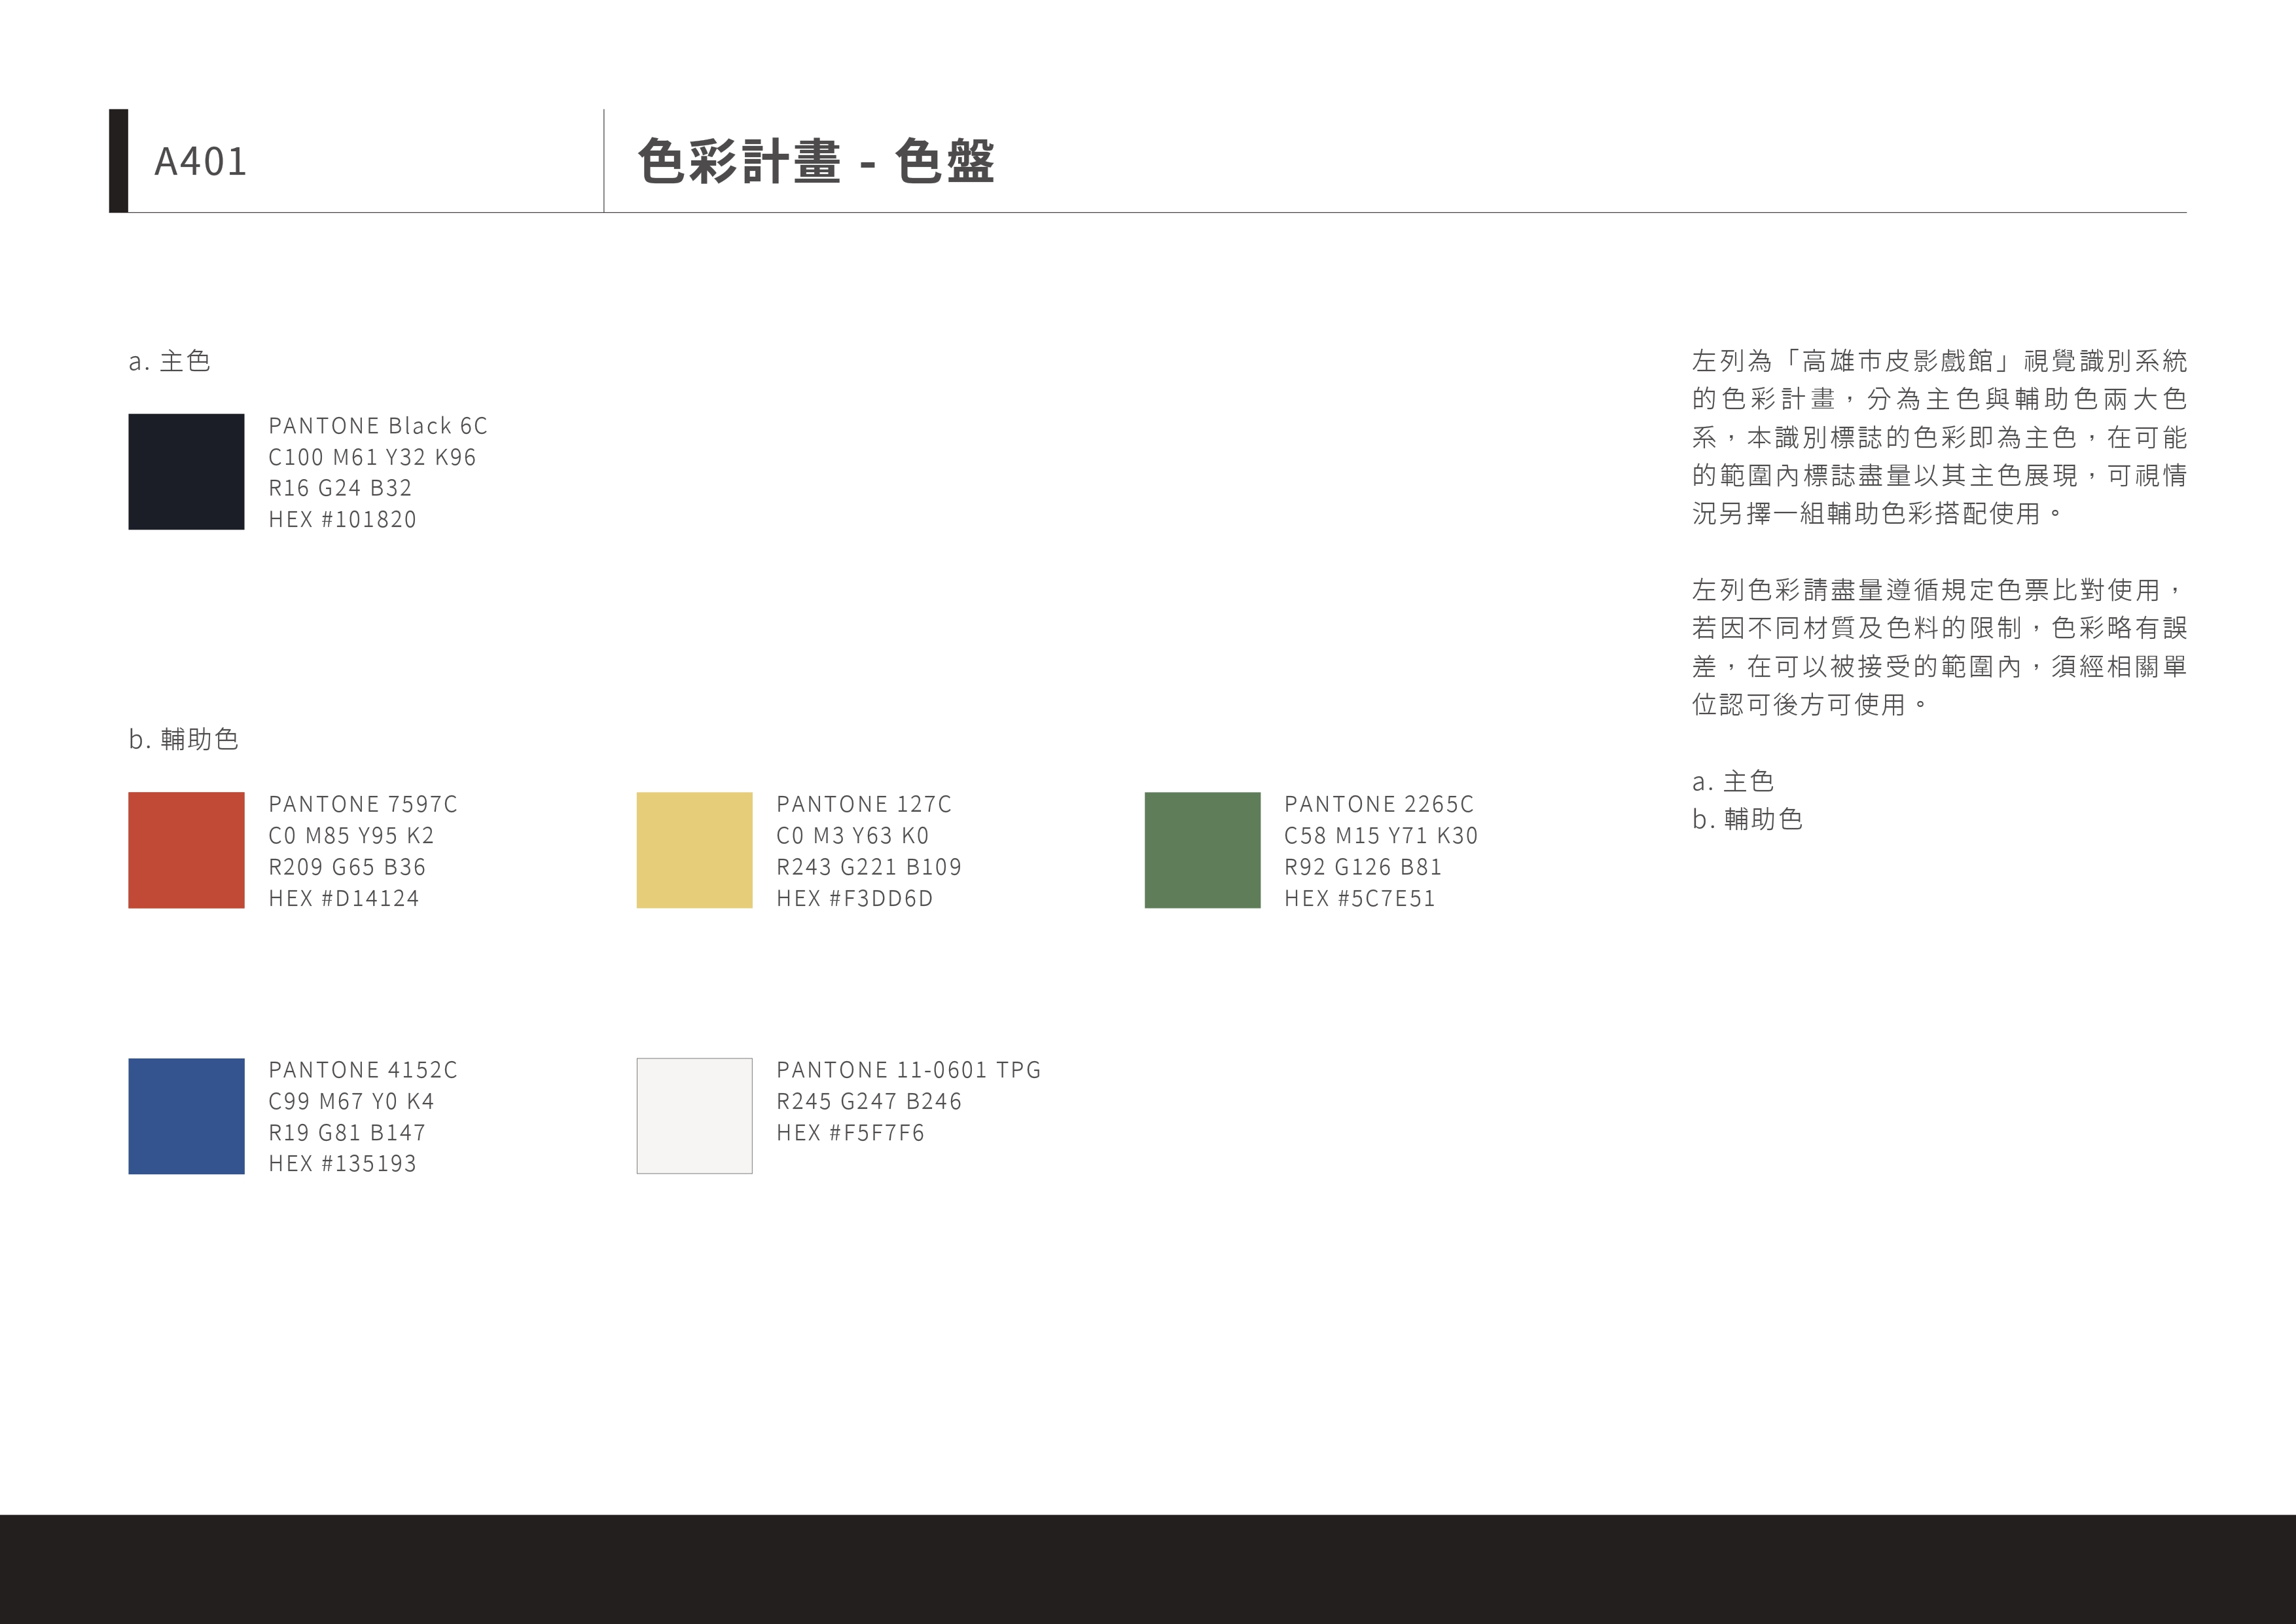 A401
色彩計畫 - 色盤
a. 主色
PANTONE Black 6C
C100 M61 Y32 K96
R16 G24 B32
HEX #101820
b. 輔助色
PANTONE 7597C
C0 M85 Y95 K2
R209 G65 B36
HEX #D14124
PANTONE 127C
C0 M3 Y63 K0
R243 G221 B109
HEX #F3DD6D
PANTONE 2265C
C58 M15 Y71 K30
R92 G126 B81
HEX #5C7E51
PANTONE 4152C
C99 M67 Y0 K4
R19 G81 B147
HEX #135193
PANTONE 11-0601 TPG
R245 G247 B246
HEX #F5F7F6
左列為「高雄市皮影戲館」視覺識別系統
的色彩計畫，分為主色與輔助色兩大色
系，本識別標誌的色彩即為主色，在可能
的範圍內標誌盡量以其主色展現，可視情
況另擇一組輔助色彩搭配使用。
左列色彩請盡量遵循規定色票比對使用，
若因不同材質及色料的限制，色彩略有誤
差，在可以被接受的範圍內，須經相關單
位認可後方可使用。
a. 主色
b. 輔助色